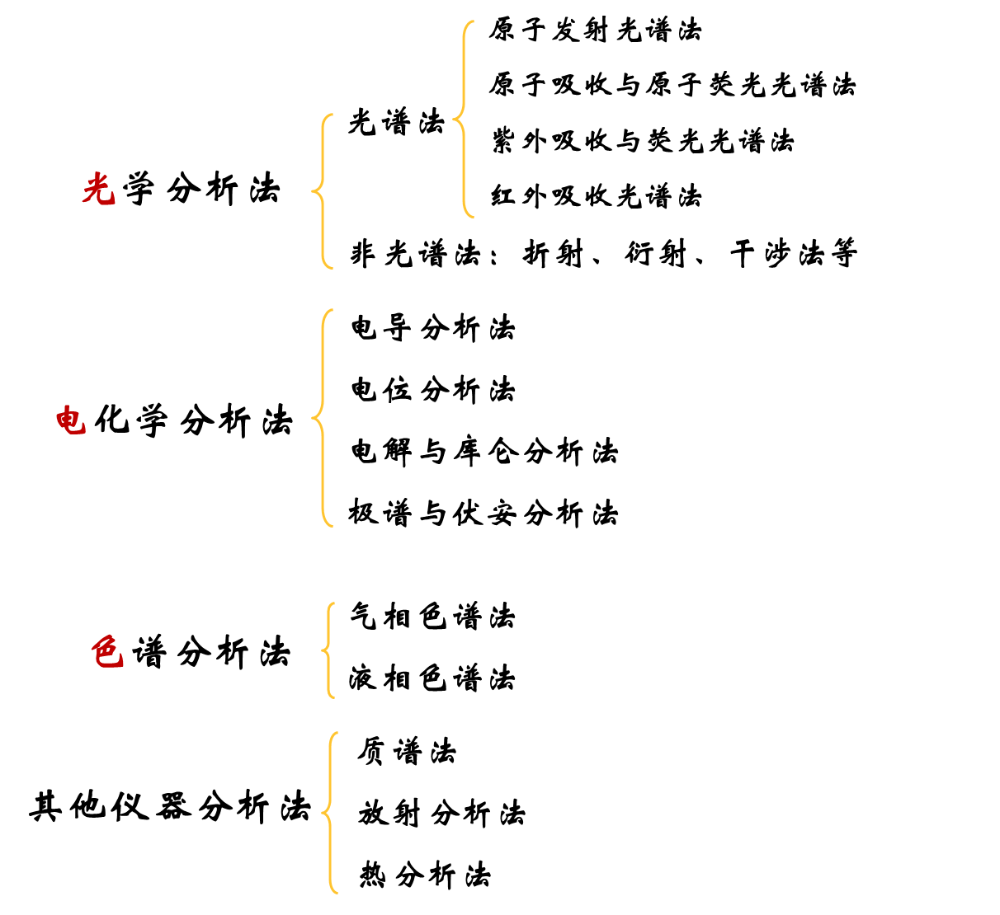 光学分析法
光谱法
原子发射光谱法
原子吸收与原子荧光光谱法
紫外吸收与荧光光谱法
红外吸收光谱法
非光谱法：折射、衍射、干涉法等
电化学分析法
电导分析法
电位分析法
电解与库仑分析法
极谱与伏安分析法
色谱分析法
气相色谱法
液相色谱法
其他仪器分析法
质谱法
放射分析法
热分析法